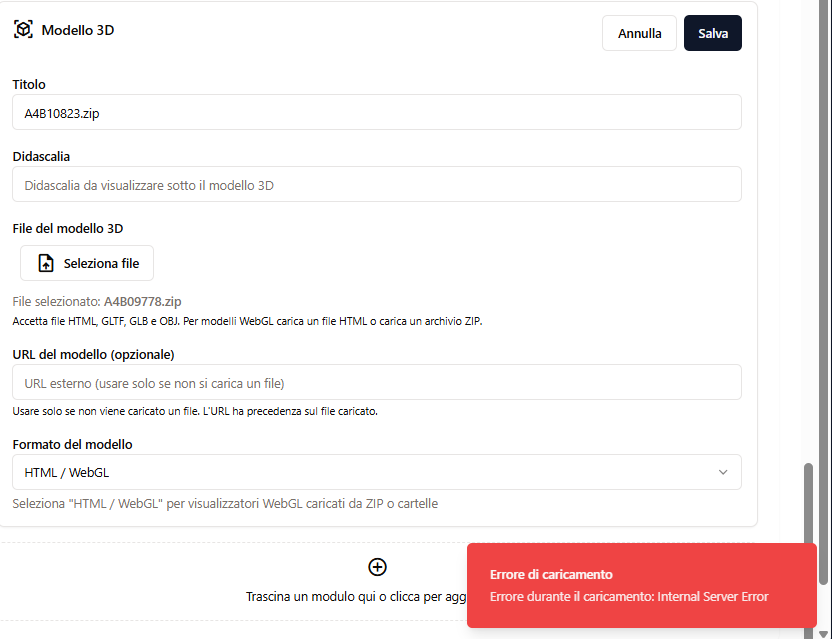 Modello 3D
Annulla
Salva
Titolo
A4B10823.zip
Didascalia
Didascalia da visualizzare sotto il modello 3D
File del modello 3D
Seleziona file
File selezionato: A4B09778.zip
Accetta file HTML, GLTF, GLB e OBJ. Per modelli WebGL carica un file HTML o carica un archivio ZIP.
URL del modello (opzionale)
URL esterno (usare solo se non si carica un file)
Usare solo se non viene caricato un file. L'URL ha precedenza sul file caricato.
Formato del modello
HTML / WebGL
Seleziona "HTML / WebGL" per visualizzatori WebGL caricati da ZIP o cartelle
Trascina un modulo qui o clicca per agg
Errore di caricamento
Errore durante il caricamento: Internal Server Error